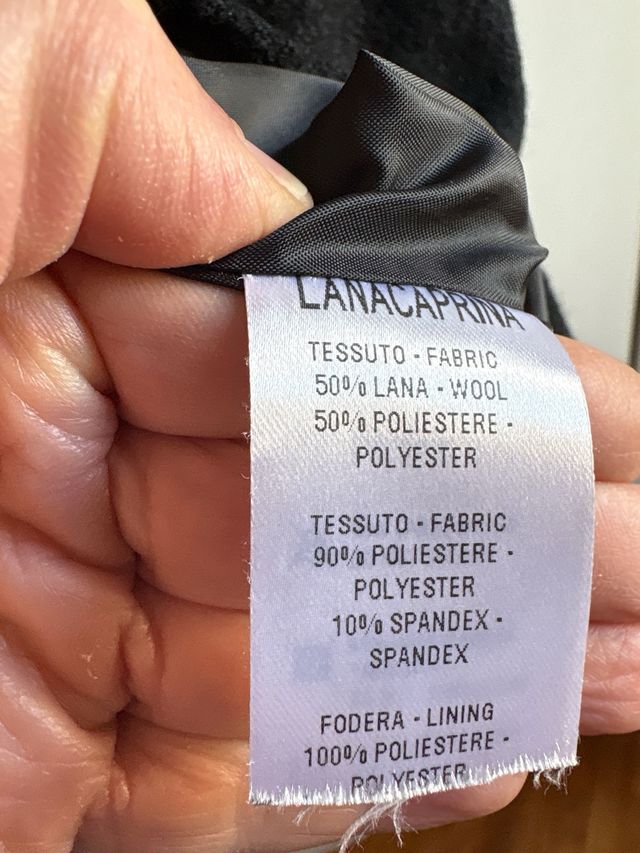 LANACAPRINA
TESSUTO - FABRIC
50% LANA - WOOL
50% POLIESTERE -
POLYESTER
TESSUTO - FABRIC
90% POLIESTERE -
POLYESTER
10% SPANDEX -
SPANDEX
FODERA - LINING
100% POLIESTERE -
POLYESTER